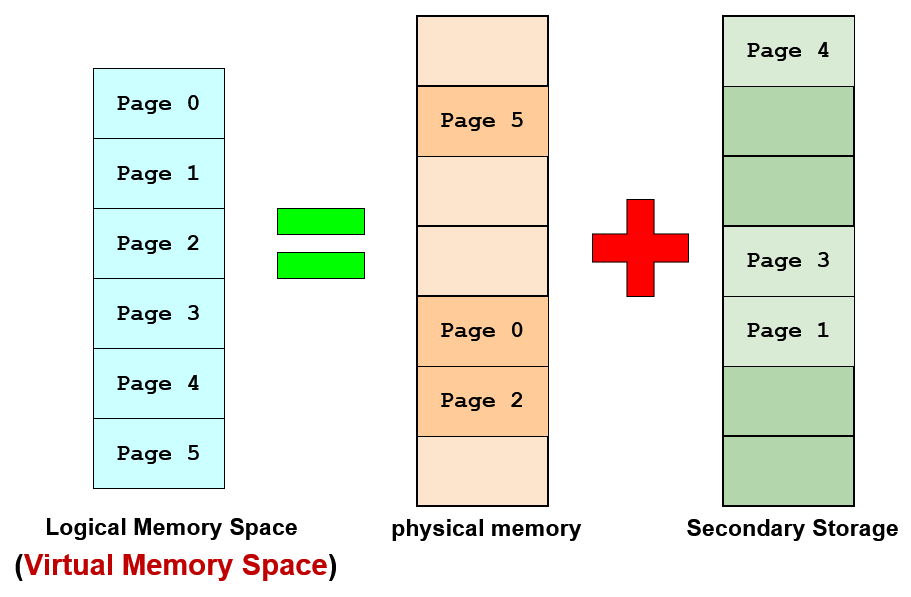 Page 0
Page 1
Page 2
Page 3
Page 4
Page 5
Logical Memory Space
(Virtual Memory Space)
Page 5
Page 0
Page 2
physical memory
Page 4
Page 3
Page 1
Secondary Storage